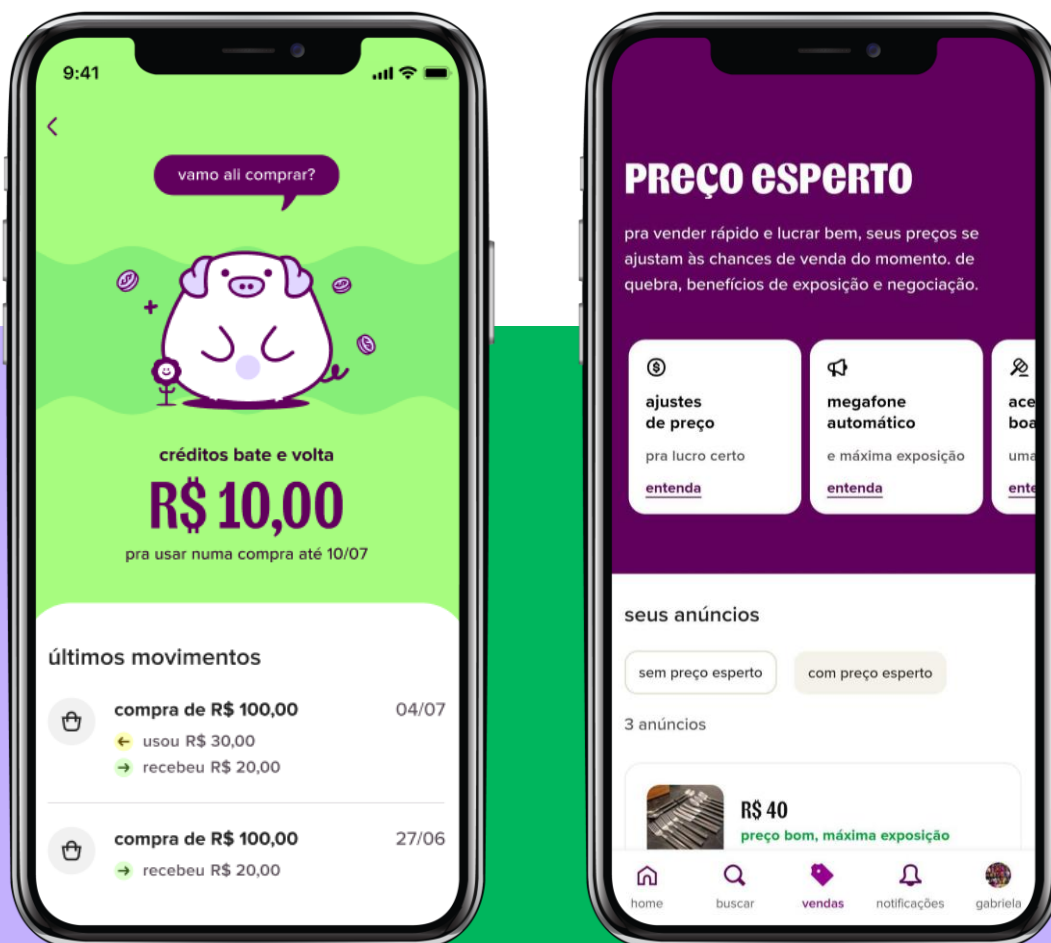 9:41
vamo ali comprar?
créditos bate e volta
R$ 10,00
pra usar numa compra até 10/07
últimos movimentos
compra de R$ 100,00 04/07
← usou R$ 30,00
→ recebeu R$ 20,00
compra de R$ 100,00 27/06
→ recebeu R$ 20,00
PREÇO ESPERTO
pra vender rápido e lucrar bem, seus preços se
ajustam às chances de venda do momento. de
quebra, benefícios de exposição e negociação.
ajustes
de preço
pra lucro certo
entenda
megafone
automático
e máxima exposição
entenda
ace
boa
uma
ente
seus anúncios
sem preço esperto
com preço esperto
3 anúncios
R$ 40
preço bom, máxima exposição
home
buscar
vendas
notificações
gabriela